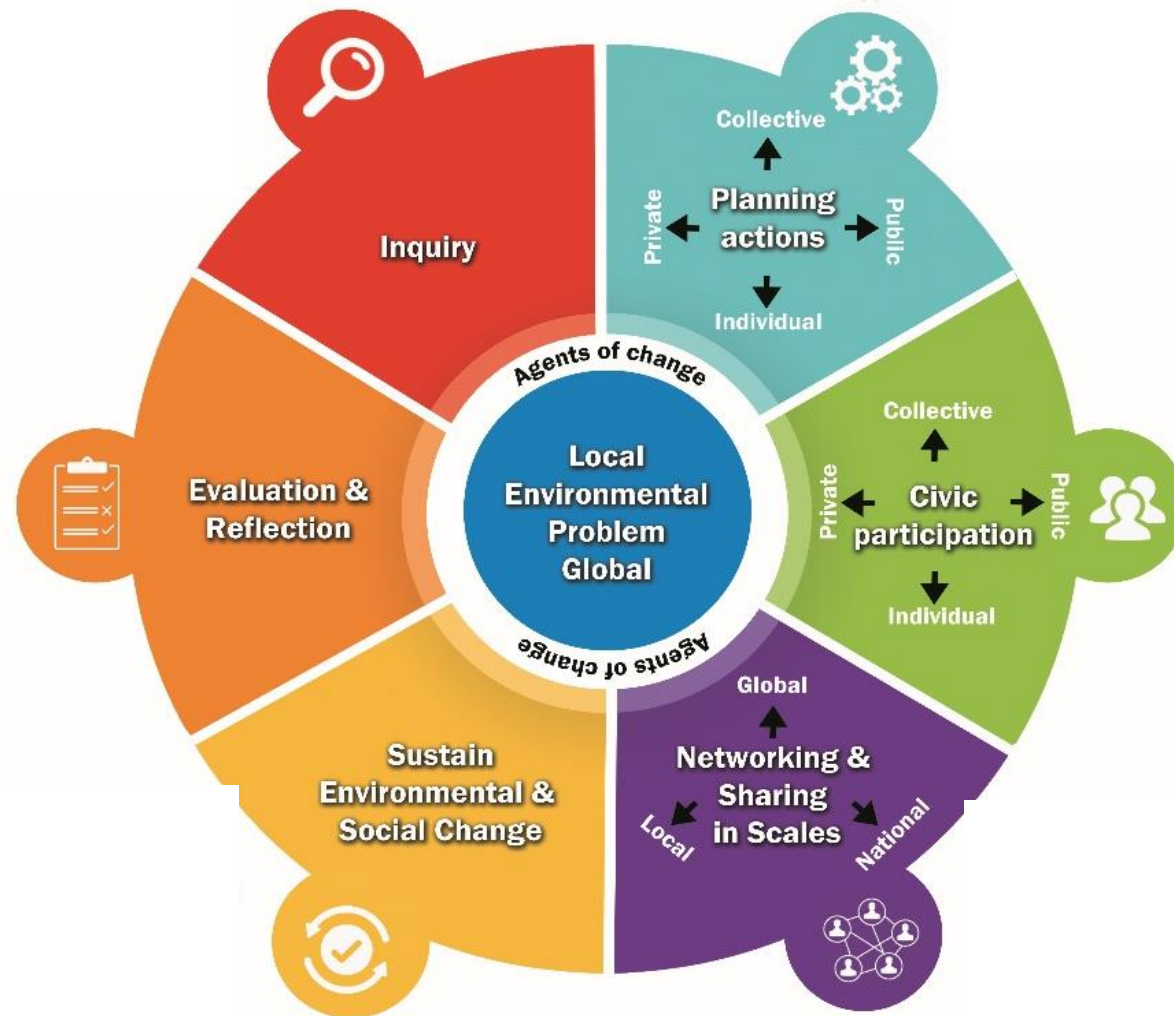 Inquiry
Collective
Private
Planning
actions
Public
Individual
Collective
Private
Civic
participation
Public
Individual
Global
Networking &
Sharing
in Scales
Local
National
Sustain
Environmental &
Social Change
Evaluation &
Reflection
Agents of change
Local
Environmental
Problem
Global
Agents of change